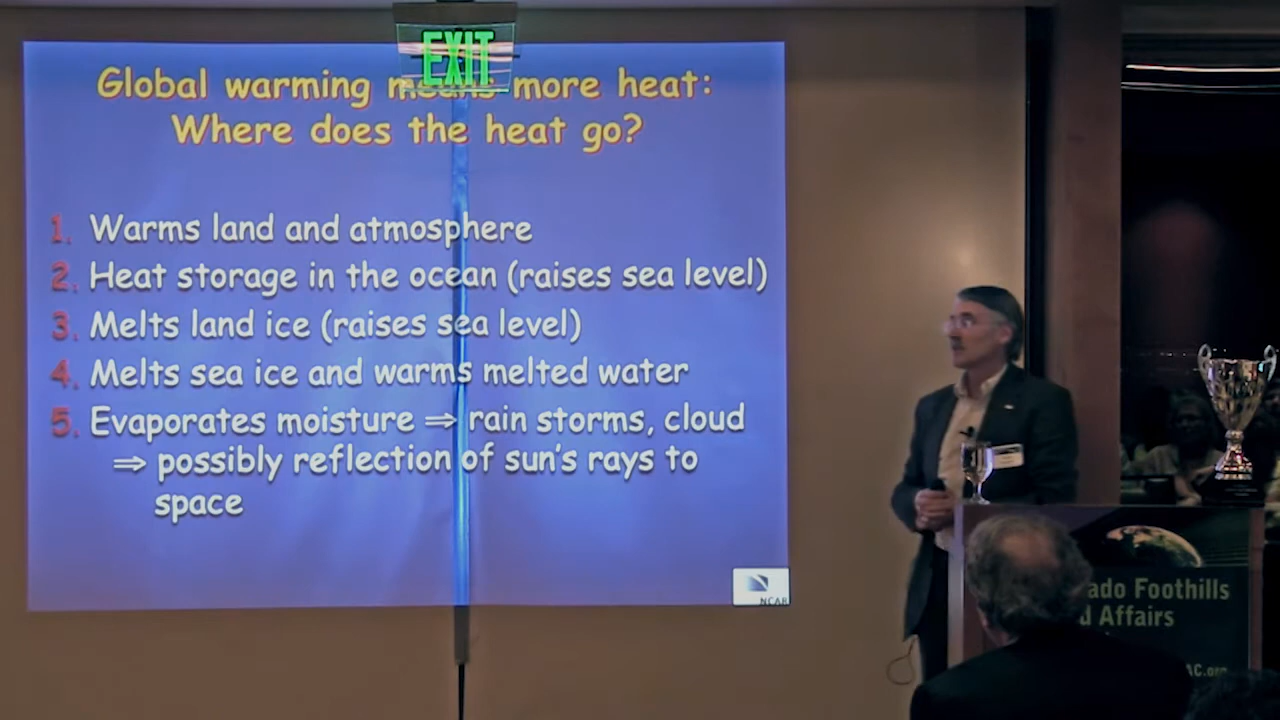 EXIT
Global warming means more heat:
Where does the heat go?
1. Warms land and atmosphere
2. Heat storage in the ocean (raises sea level)
3. Melts land ice (raises sea level)
4. Melts sea ice and warms melted water
5. Evaporates moisture ⇒ rain storms, cloud
⇒ possibly reflection of sun's rays to
space
NCAR
ado Foothills
d Affairs
AC.org